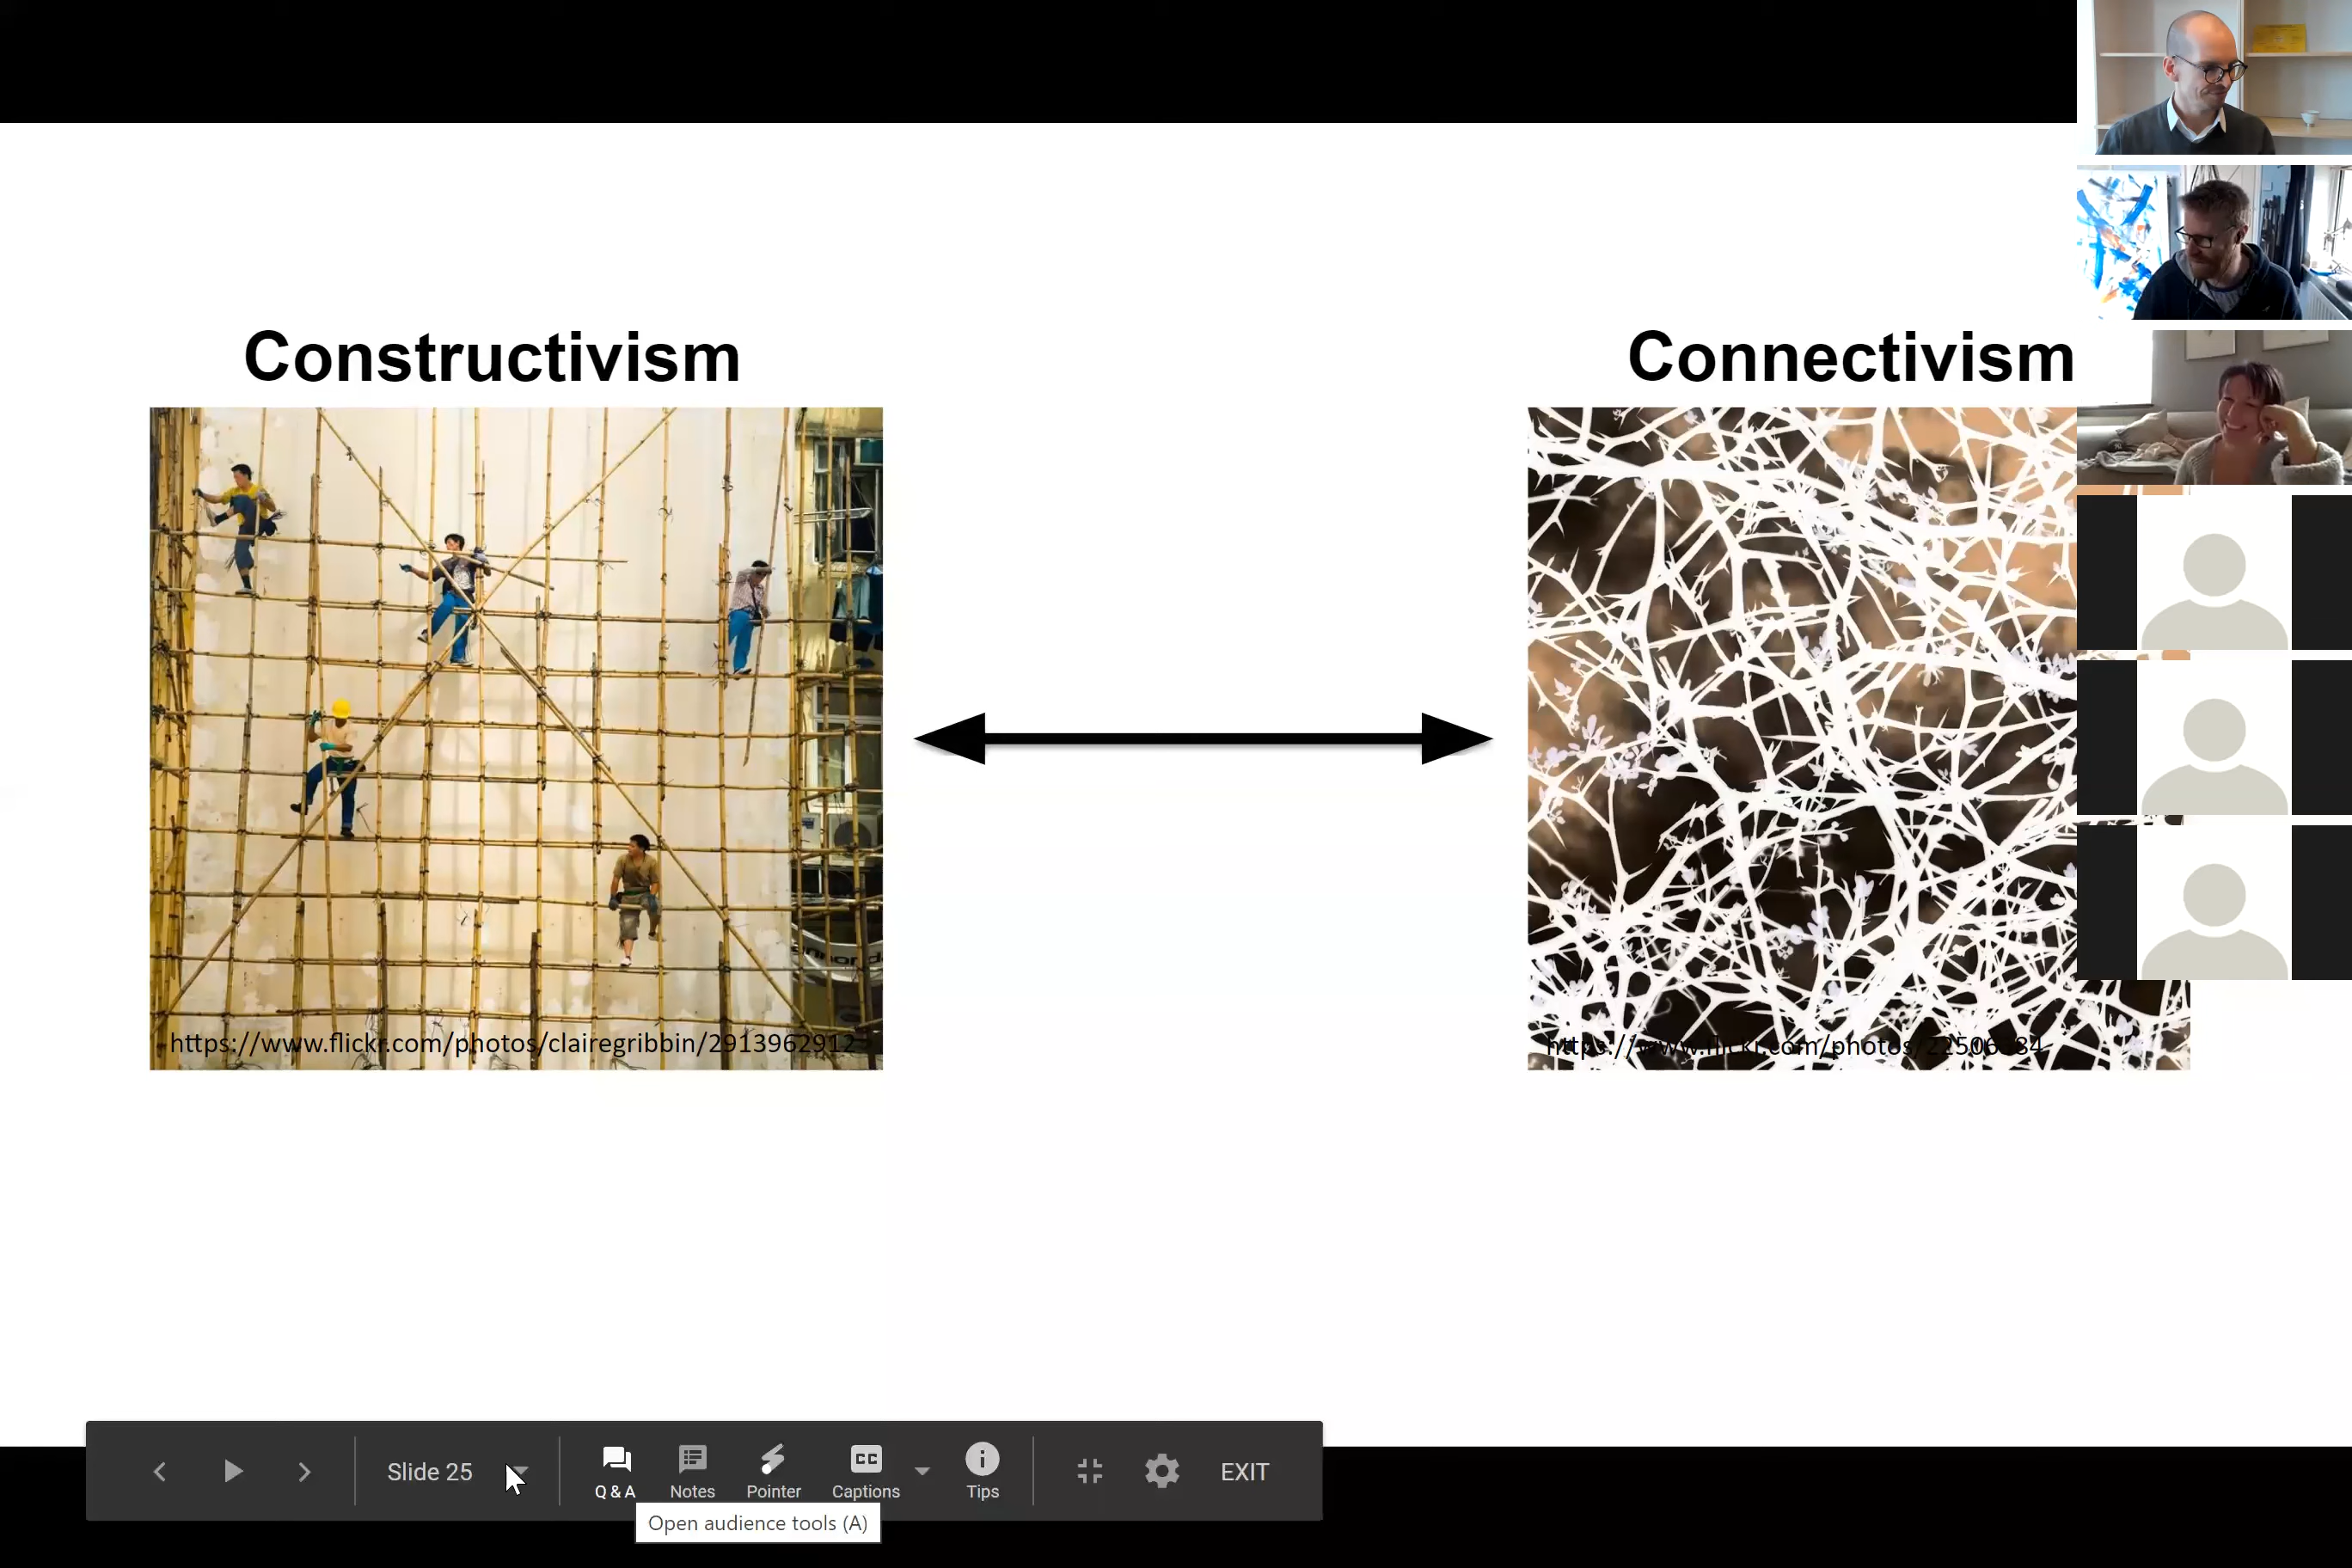 Constructivism
Connectivism
https://www.flickr.com/photos/clairegribbin/2913962912
Slide 25
Q & A
Notes
Pointer
CC
Captions
Tips
EXIT
Open audience tools (A)